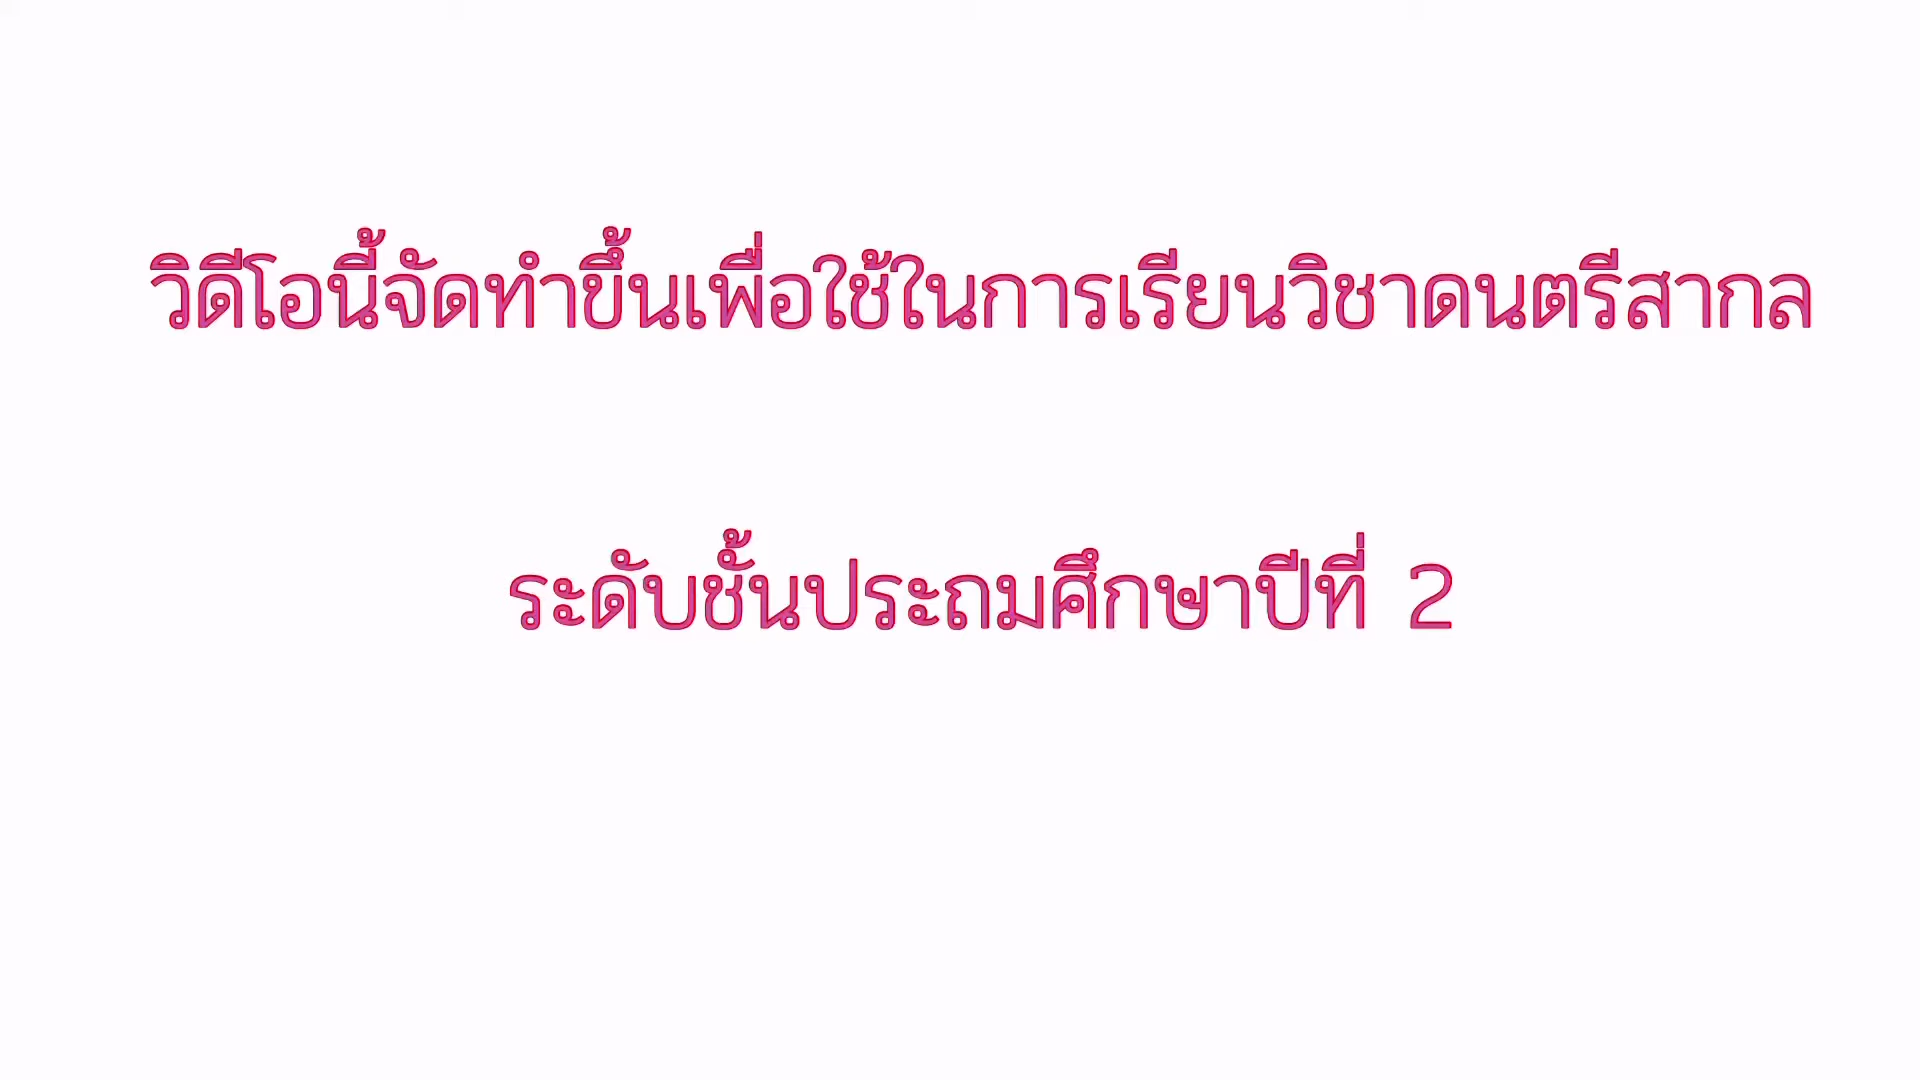 วิดีโอนี้จัดทำขึ้นเพื่อใช้ในการเรียนวิชาดนตรีสากล
ระดับชั้นประถมศึกษาปีที่ 2